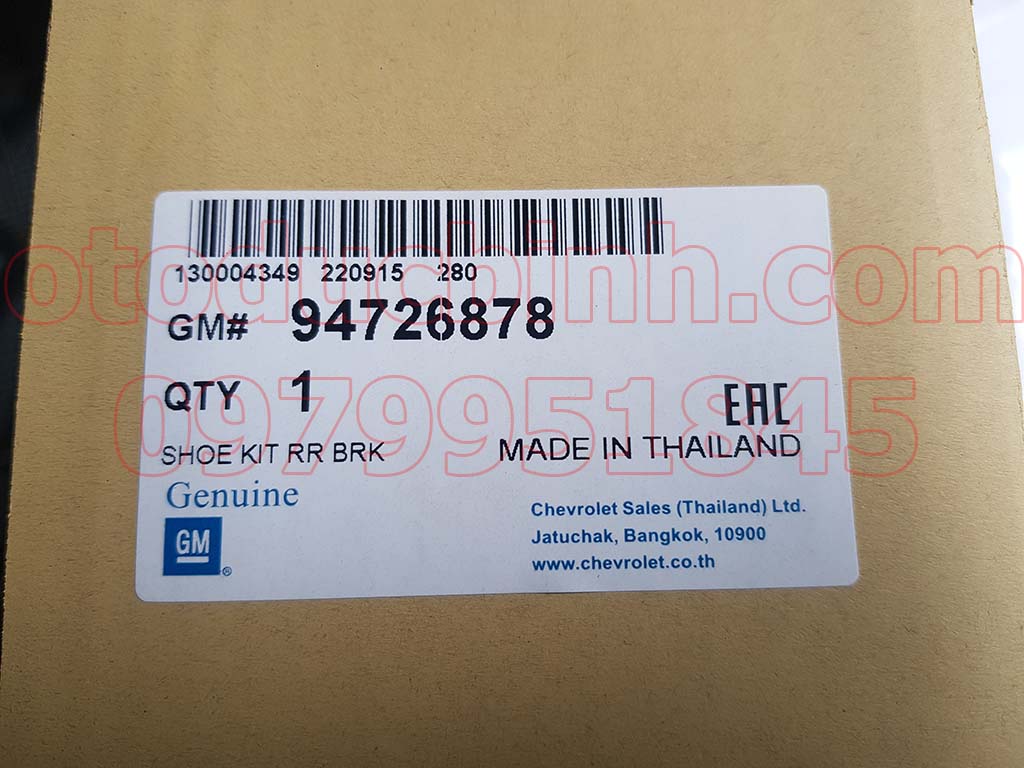 130004349 220915 280
otoducbinh.com
GM# 94726878
QTY 1
0979951845
EAC
SHOE KIT RR BRK
MADE IN THAILAND
Genuine
GM®
Chevrolet Sales (Thailand) Ltd.
Jatuchak, Bangkok, 10900
www.chevrolet.co.th